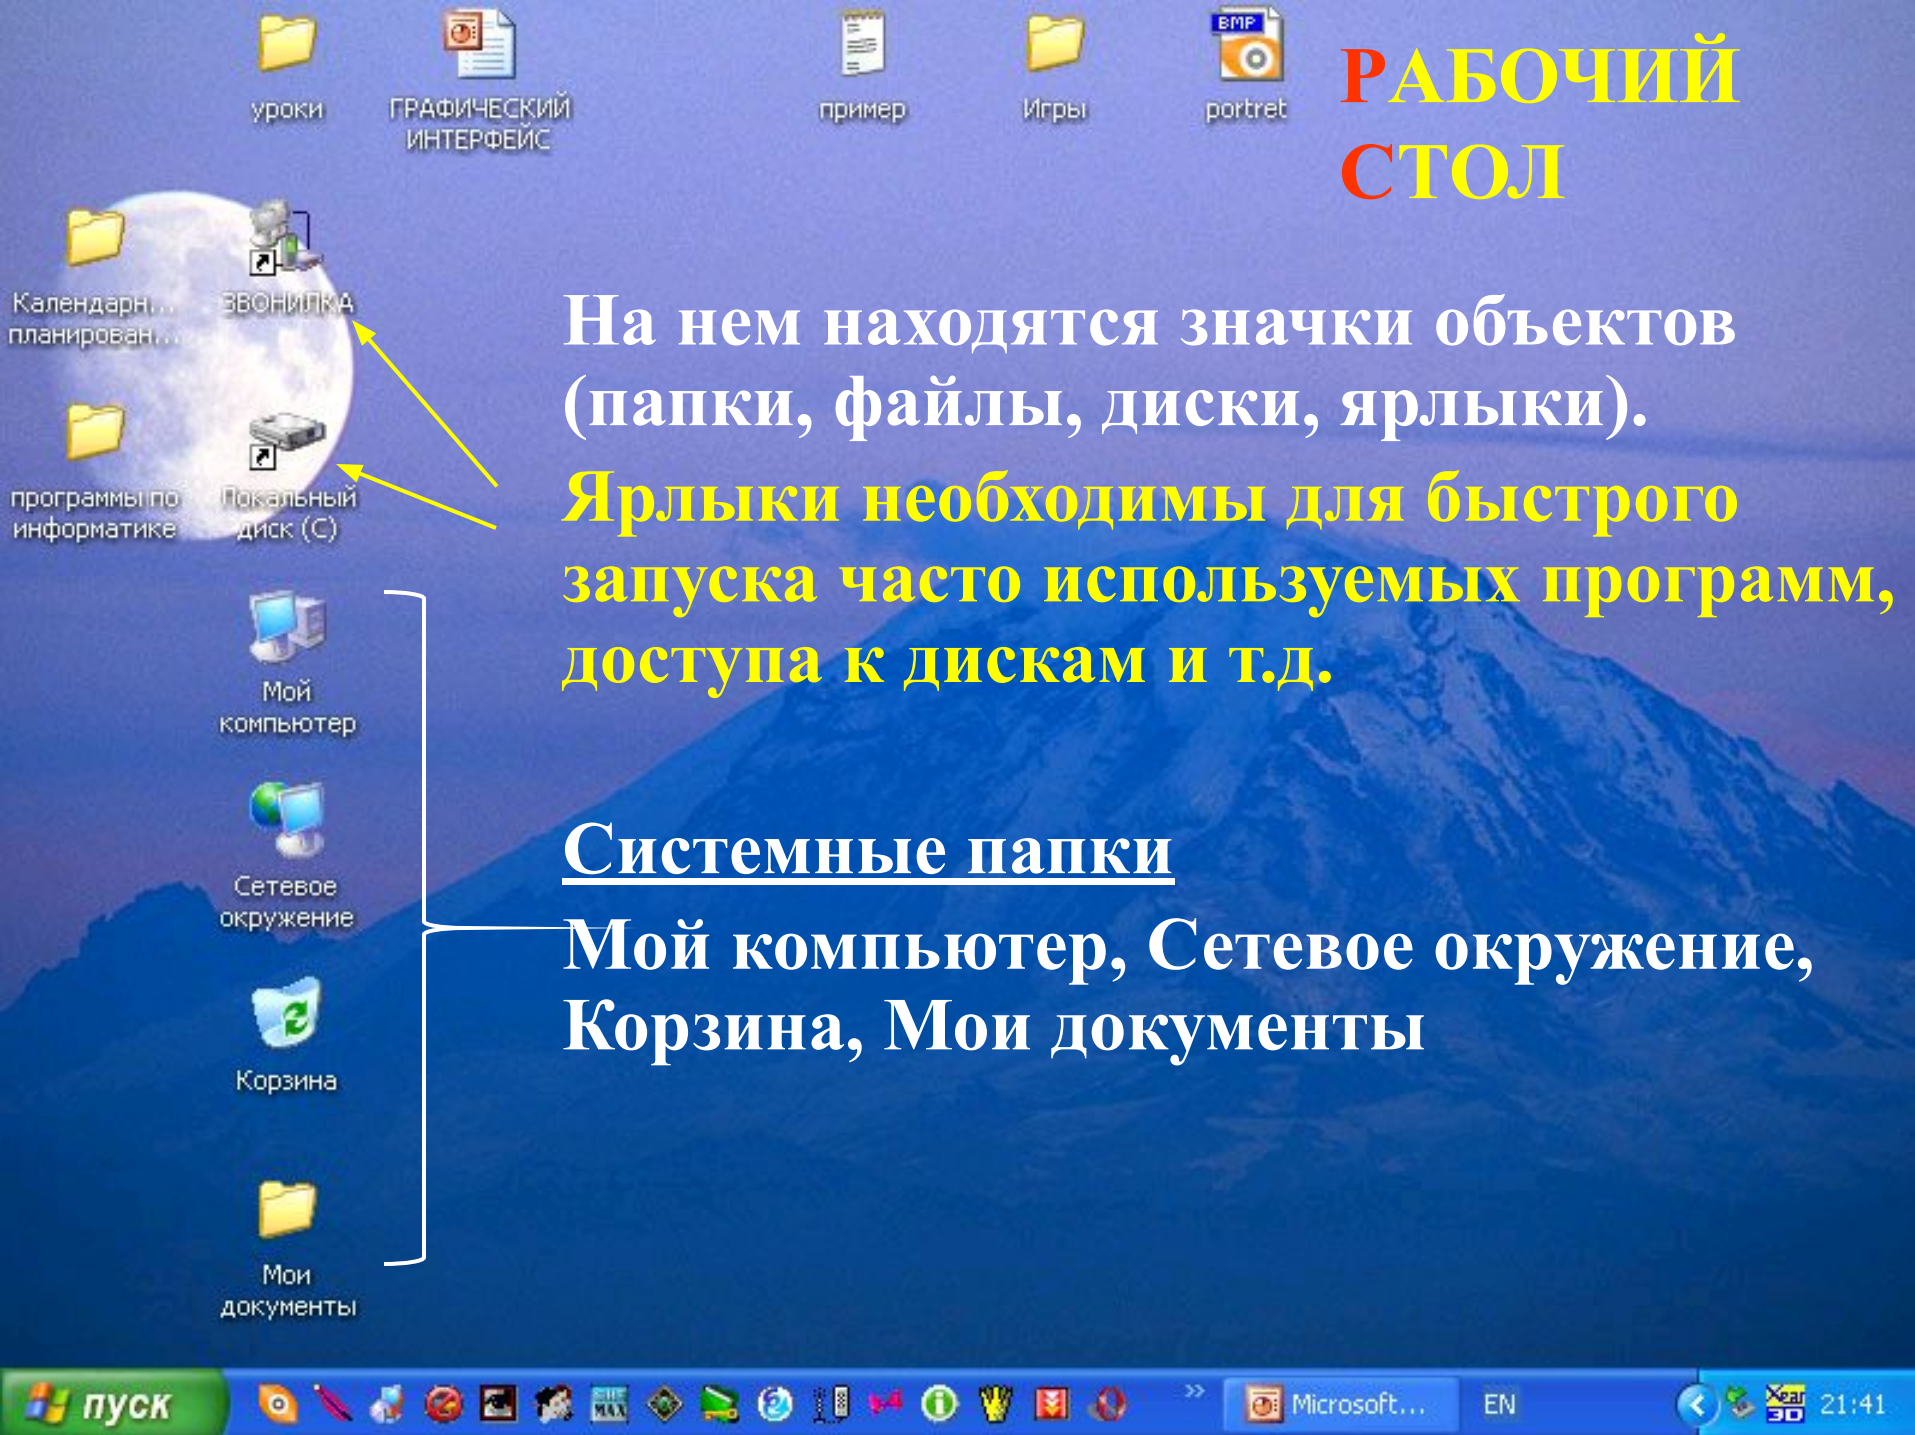 уроки
ГРАФИЧЕСКИЙ
ИНТЕРФЕЙС
пример
Игры
BMP
portret
РАБОЧИЙ
СТОЛ
Календарн...
планирован...
ЗВОНИЛКА
На нем находятся значки объектов
(папки, файлы, диски, ярлыки).
программы по
информатике
Локальный
диск (C)
Ярлыки необходимы для быстрого
запуска часто используемых программ,
доступа к дискам и т.д.
Мой
компьютер
Сетевое
окружение
Системные папки
Мой компьютер, Сетевое окружение,
Корзина, Мои документы
Корзина
Мои
документы
пуск
Microsoft...
EN
Xear
3D
21:41